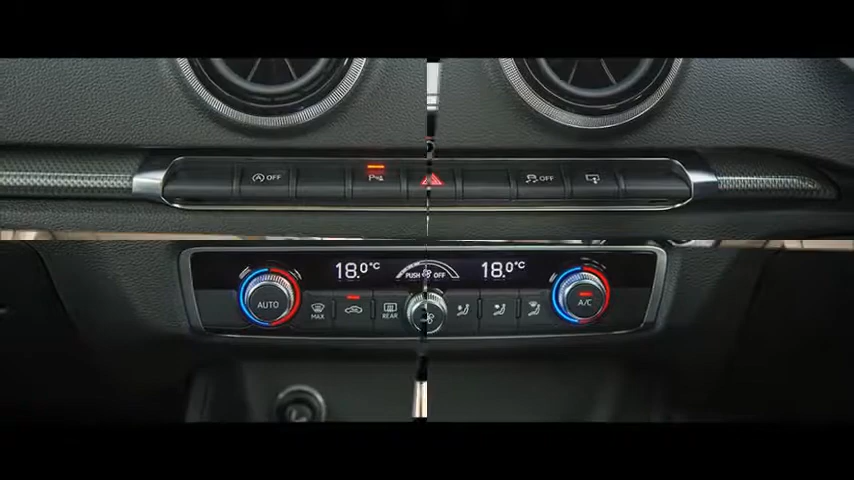 OFF
P
OFF
18.0°C
PUSH OFF
18.0°C
AUTO
MAX
REAR
A/C